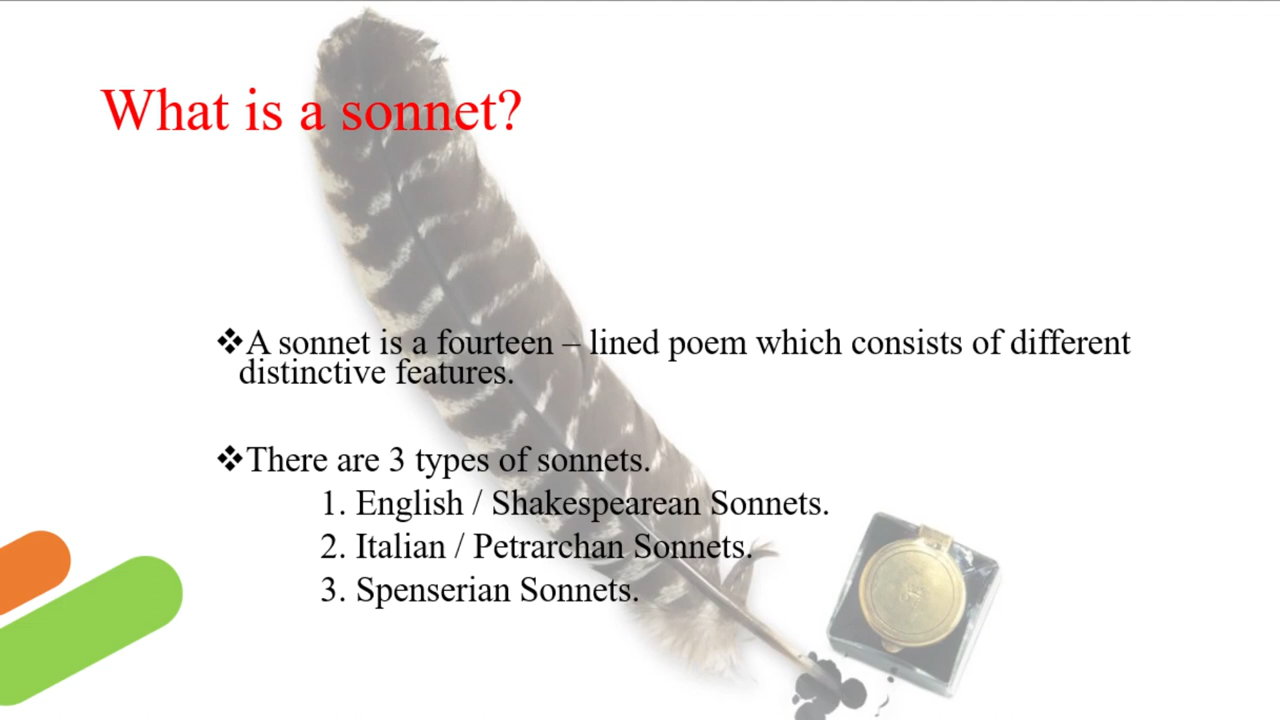 What is a sonnet?
❖A sonnet is a fourteen – lined poem which consists of different
distinctive features.
❖There are 3 types of sonnets.
1. English / Shakespearean Sonnets.
2. Italian / Petrarchan Sonnets.
3. Spenserian Sonnets.